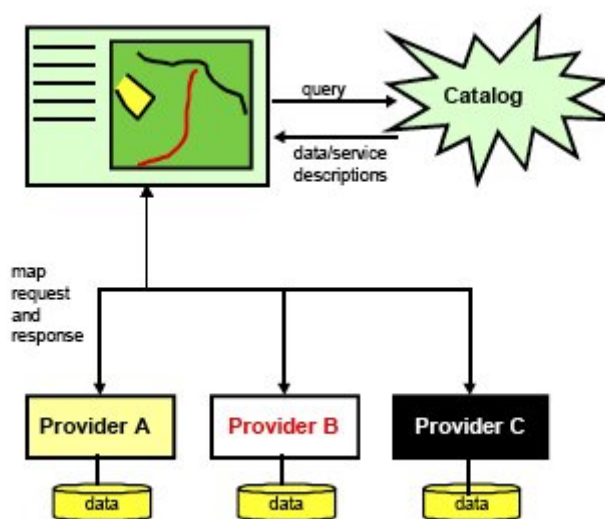 query
Catalog
data/service
descriptions
map
request
and
response
Provider A
Provider B
Provider C
data
data
data